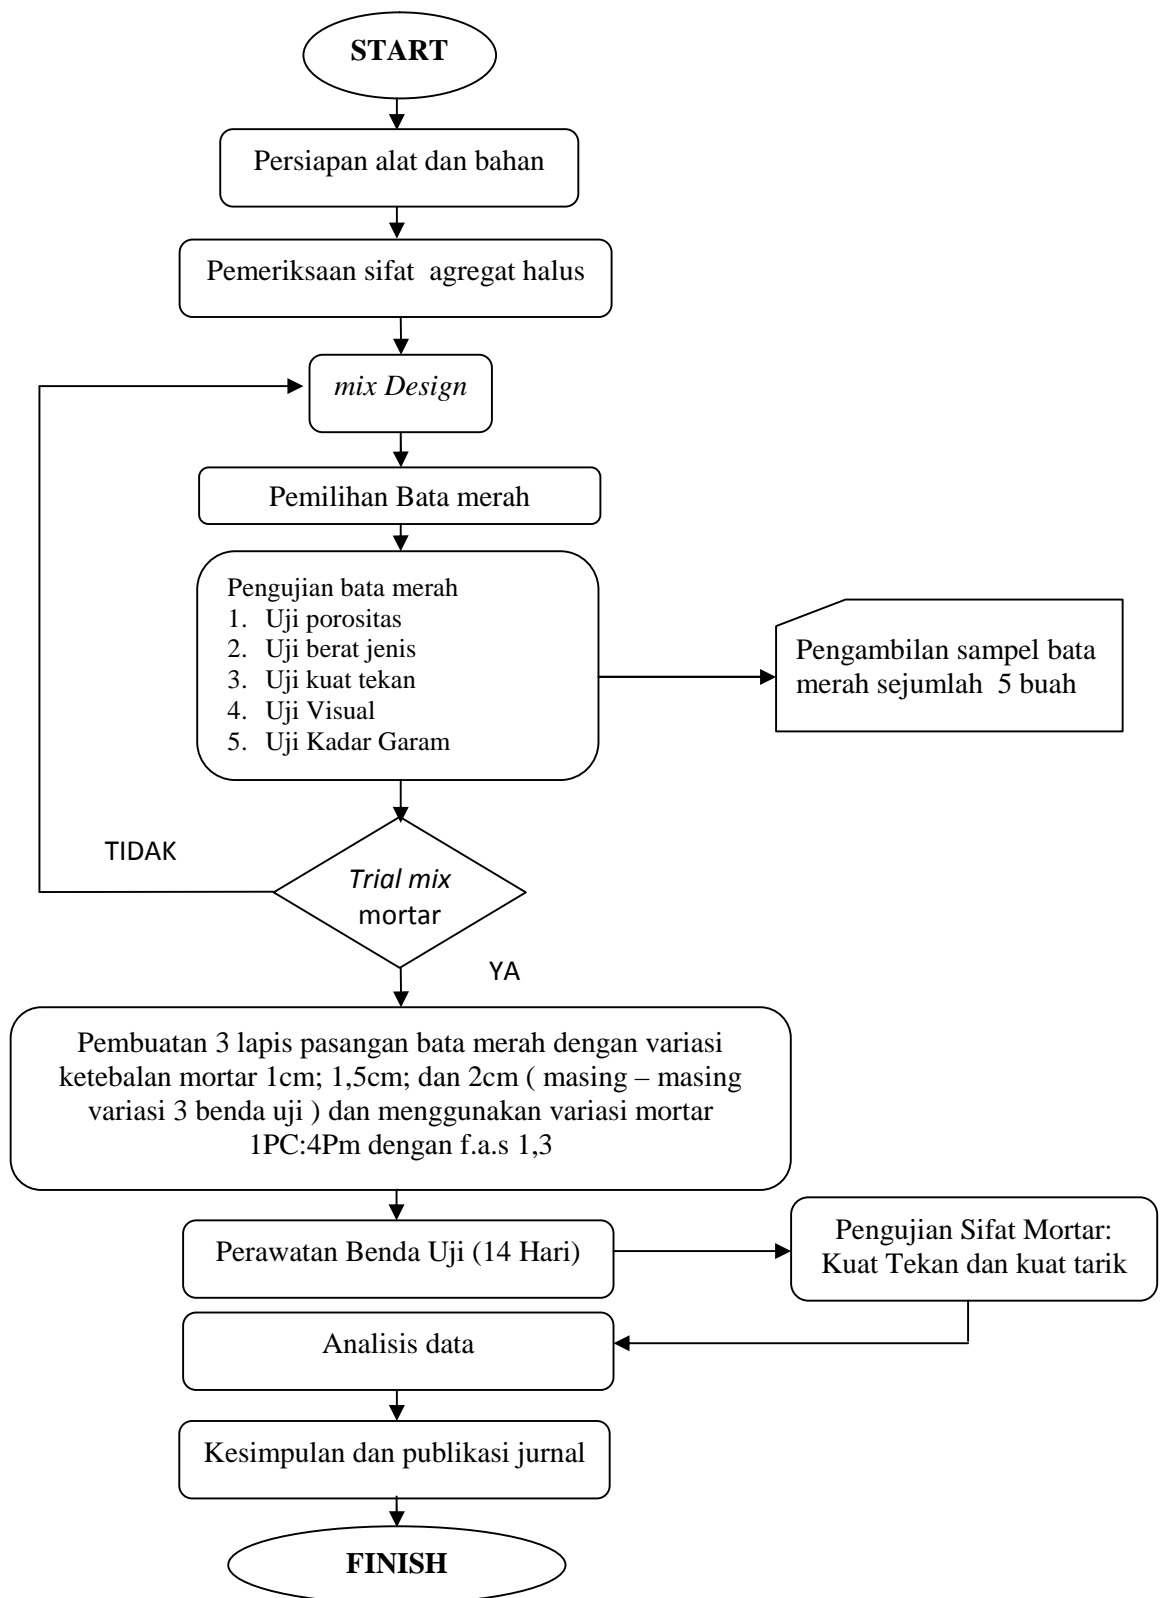 START
Persiapan alat dan bahan
Pemeriksaan sifat  agregat halus
mix Design
Pemilihan Bata merah
Pengujian bata merah
1. Uji porositas
2. Uji berat jenis
3. Uji kuat tekan
4. Uji Visual
5. Uji Kadar Garam
Pengambilan sampel bata
merah sejumlah  5 buah
TIDAK
Trial mix
mortar
YA
Pembuatan 3 lapis pasangan bata merah dengan variasi
ketebalan mortar 1cm; 1,5cm; dan 2cm ( masing – masing
variasi 3 benda uji ) dan menggunakan variasi mortar
1PC:4Pm dengan f.a.s 1,3
Perawatan Benda Uji (14 Hari)
Pengujian Sifat Mortar:
Kuat Tekan dan kuat tarik
Analisis data
Kesimpulan dan publikasi jurnal
FINISH